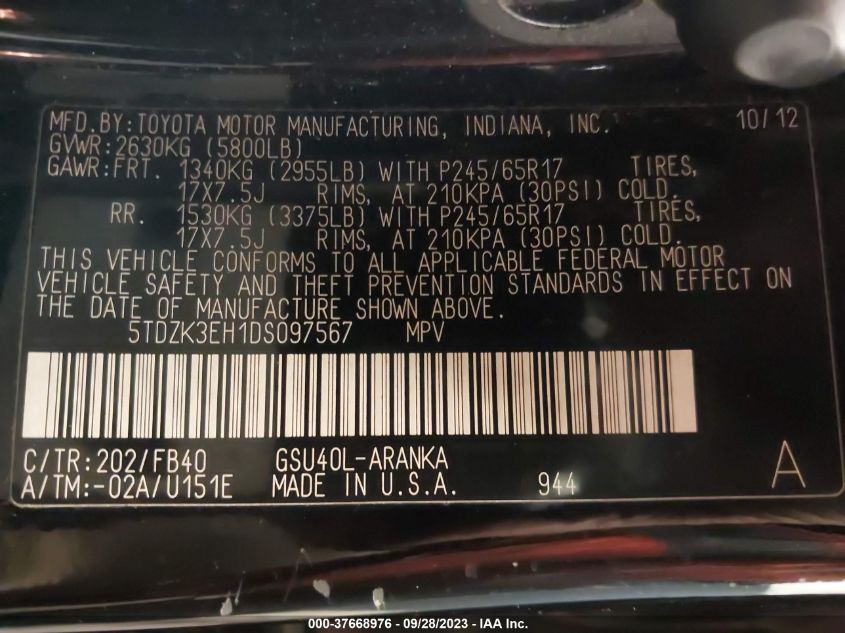 MFD.BY:TOYOTA MOTOR MANUFACTURING, INDIANA, INC. 10/12
GVWR:2630KG (5800LB)
GAWR:FRT. 1340KG (2955LB) WITH P245/65R17 TIRES,
17X7.5J RIMS, AT 210KPA (30PSI) COLD.
RR. 1530KG (3375LB) WITH P245/65R17 TIRES,
17X7.5J RIMS, AT 210KPA (30PSI) COLD.
THIS VEHICLE CONFORMS TO ALL APPLICABLE FEDERAL MOTOR
VEHICLE SAFETY AND THEFT PREVENTION STANDARDS IN EFFECT ON
THE DATE OF MANUFACTURE SHOWN ABOVE.
5TDZK3EH1DS097567 MPV
C/TR:202/FB40 GSU40L-ARANKA
A/TM:-02A/U151E MADE IN U.S.A. 944 A
000-37668976 / 09/28/2023 - IAA Inc.